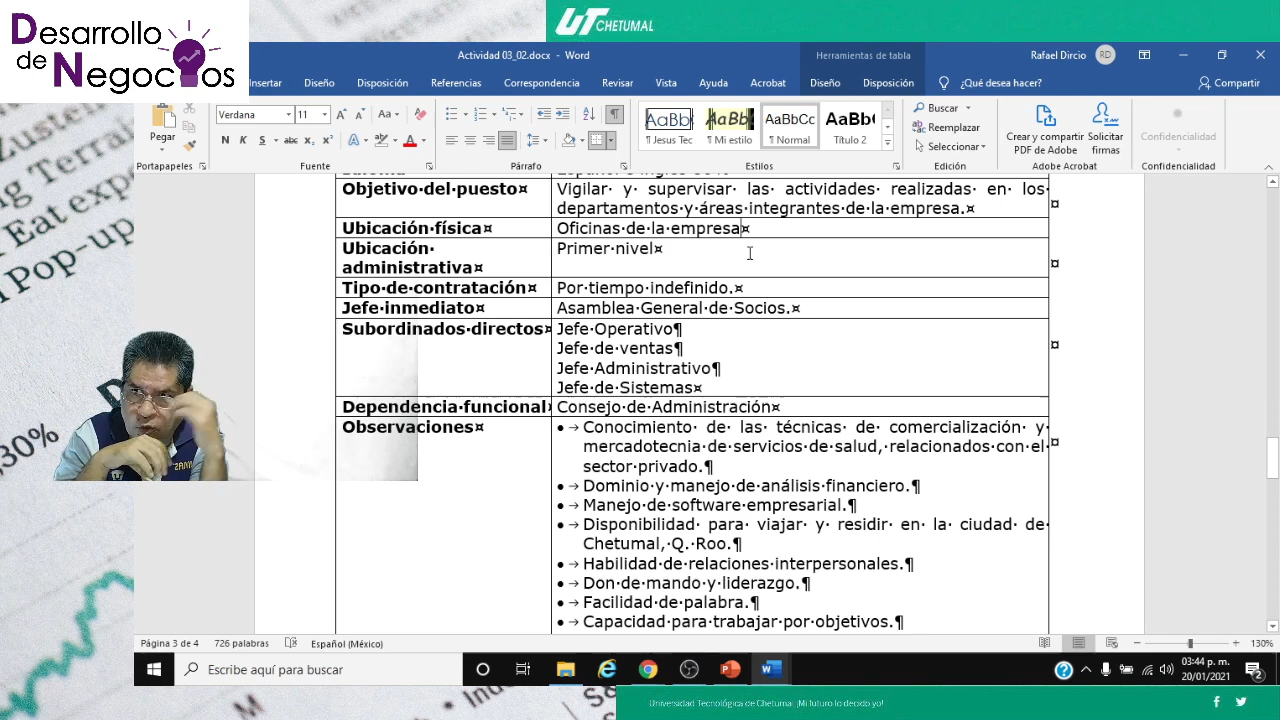 Desarrollo
de
Negocios
UT CHETUMAL
Actividad 03_02.docx - Word
Herramientas de tabla
Rafael Dircio RD
Insertar Diseño Disposición Referencias Correspondencia Revisar Vista Ayuda Acrobat Diseño Disposición ¿Qué desea hacer? Compartir
Pegar
Portapapeles
Verdana 11
Fuente
Párrafo
AaBbCc ¶ Jesus Tec
AaBb ¶ Mi estilo
AaBbCc ¶ Normal
AaBb ¶ Título 2
Estilos
Buscar
Reemplazar
Seleccionar
Edición
Crear y compartir PDF de Adobe
Solicitar firmas
Adobe Acrobat
Confidencialidad
Confidencialidad
Objetivo·del·puesto¤ Vigilar· y· supervisar· las· actividades· realizadas· en· los·
departamentos·y·áreas·integrantes·de·la·empresa.¤
Ubicación·física¤ Oficinas·de·la·empresa¤
Ubicación· administrativa¤ Primer·nivel¤
Tipo·de·contratación¤ Por·tiempo·indefinido.¤
Jefe·inmediato¤ Asamblea·General·de·Socios.¤
Subordinados·directos¤ Jefe·Operativo¶
Jefe·de·ventas¶
Jefe·Administrativo¶
Jefe·de·Sistemas¤
Dependencia·funcional¤ Consejo·de·Administración¤
Observaciones¤ •→Conocimiento· de· las· técnicas· de· comercialización· y·
mercadotecnia·de·servicios·de·salud,·relacionados·con·el·
sector·privado.¶
•→Dominio·y·manejo·de·análisis·financiero.¶
•→Manejo·de·software·empresarial.¶
•→Disponibilidad· para· viajar· y· residir· en· la· ciudad· de·
Chetumal,·Q.·Roo.¶
•→Habilidad·de·relaciones·interpersonales.¶
•→Don·de·mando·y·liderazgo.¶
•→Facilidad·de·palabra.¶
•→Capacidad·para·trabajar·por·objetivos.¶
Página 3 de 4 726 palabras Español (México) 130%
Escribe aquí para buscar
03:44 p. m.
20/01/2021
Universidad Tecnológica de Chetumal ¡Mi futuro lo decido yo!